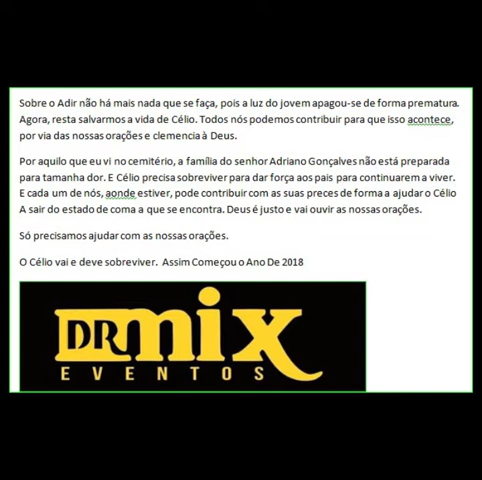 Sobre o Adir não há mais nada que se faça, pois a luz do jovem apagou-se de forma prematura.
Agora, resta salvarmos a vida de Célio. Todos nós podemos contribuir para que isso acontece,
por via das nossas orações e clemencia à Deus.
Por aquilo que eu vi no cemitério, a família do senhor Adriano Gonçalves não está preparada
para tamanha dor. E Célio precisa sobreviver para dar força aos pais para continuarem a viver.
E cada um de nós, aonde estiver, pode contribuir com as suas preces de forma a ajudar o Célio
A sair do estado de coma a que se encontra. Deus é justo e vai ouvir as nossas orações.
Só precisamos ajudar com as nossas orações.
O Célio vai e deve sobreviver. Assim Começou o Ano De 2018
DR mix
EVENTOS